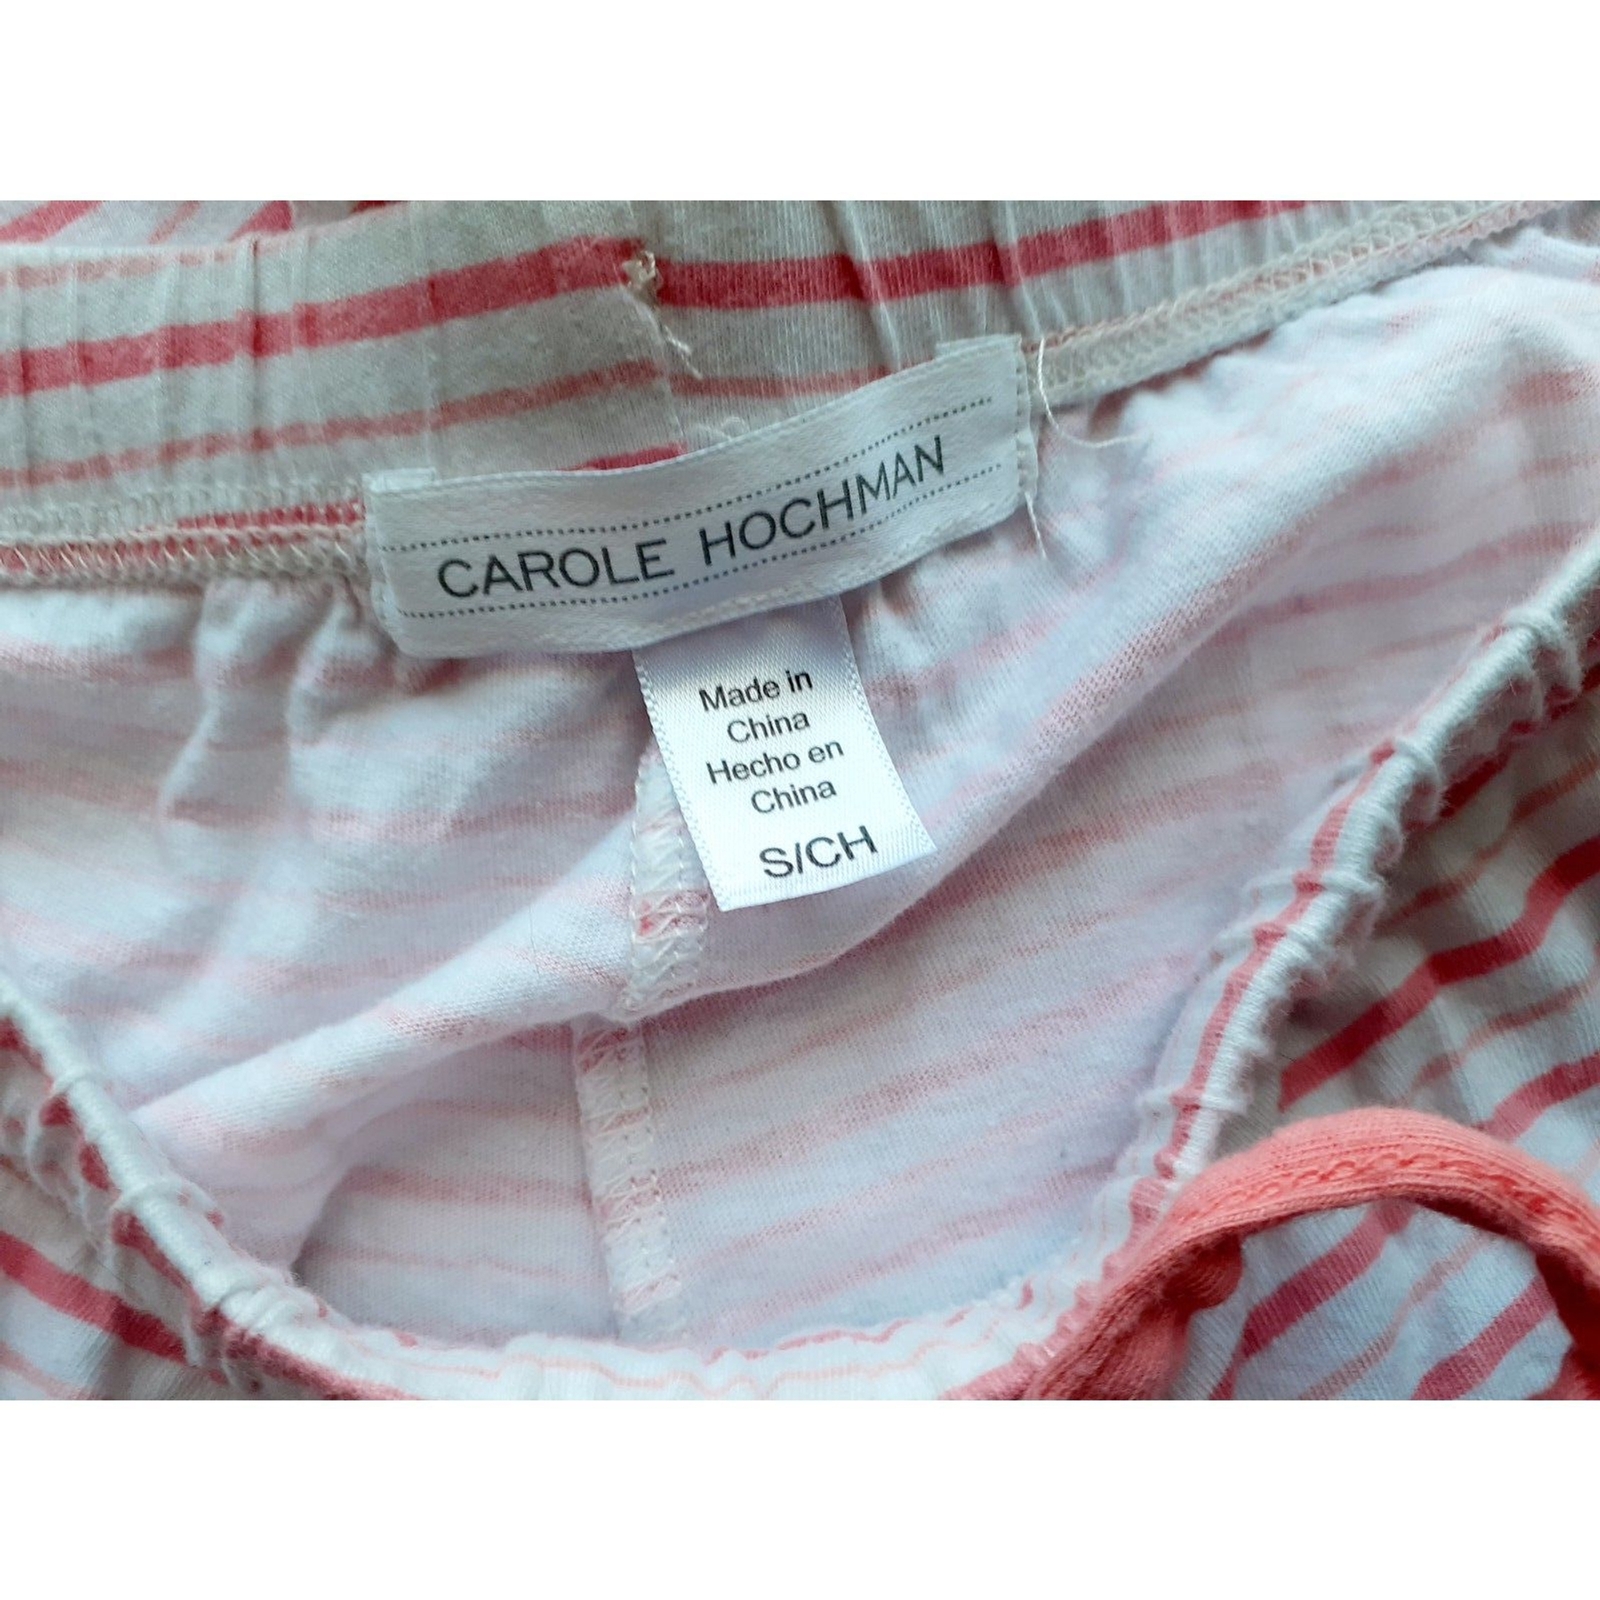 CAROLE HOCHMAN
Made in
China
Hecho en
China
S/CH